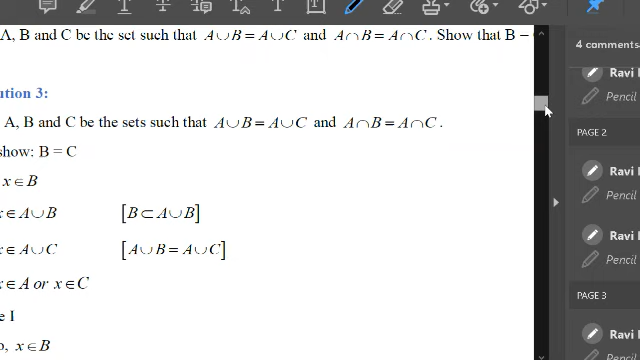 A, B and C be the set such that A∪B = A∪C and A∩B = A∩C. Show that B =
ution 3:
A, B and C be the sets such that A∪B = A∪C and A∩B = A∩C.
show: B = C
x∈B
x∈A∪B [B⊂A∪B]
x∈A∪C [A∪B = A∪C]
x∈A or x∈C
e I
o, x∈B
4 comments
Ravi
Pencil
PAGE 2
Ravi
Pencil
Ravi
Pencil
PAGE 3
Ravi
Pencil